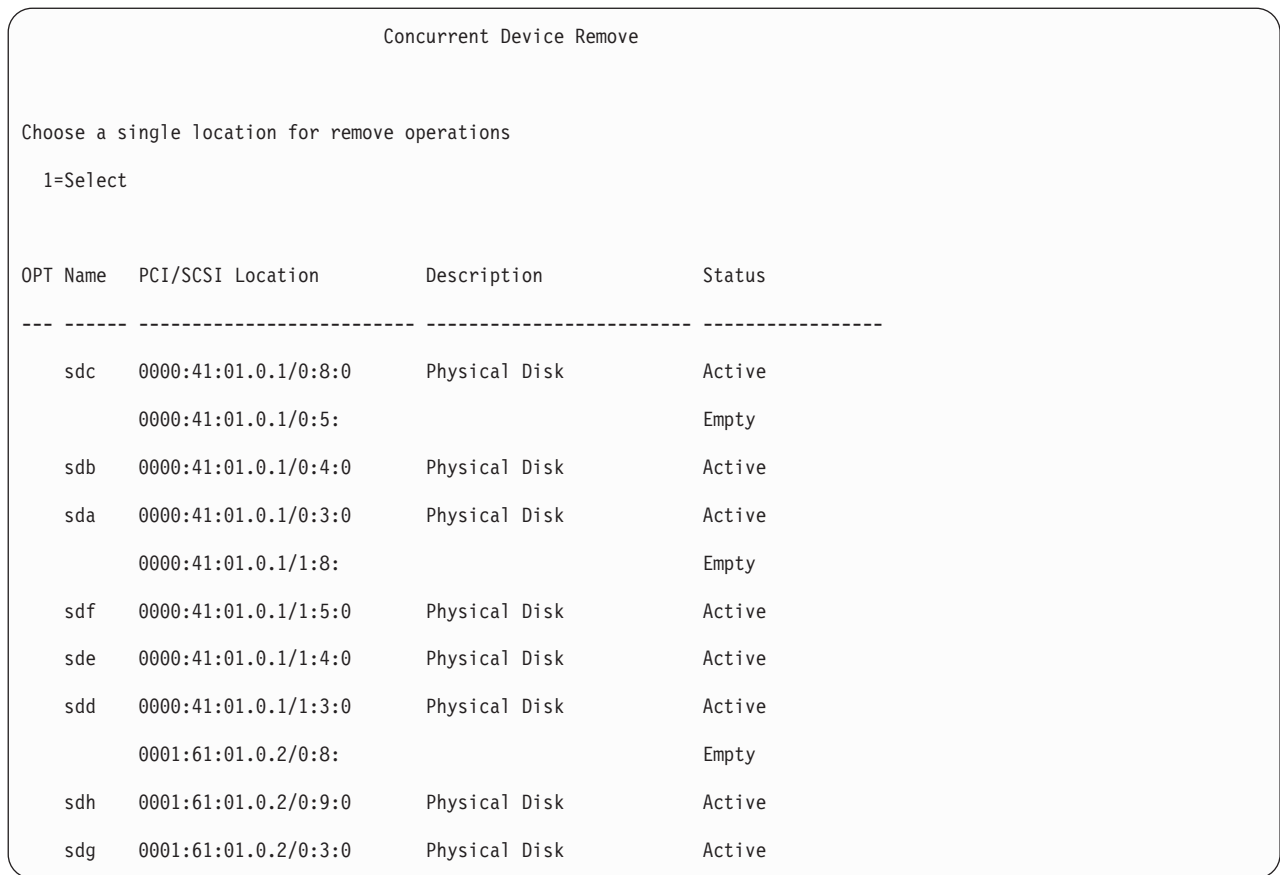 Concurrent Device Remove
Choose a single location for remove operations
1=Select
OPT Name PCI/SCSI Location Description Status
--- ------ -------------------------- ------------------------- -----------------
sdc 0000:41:01.0.1/0:8:0 Physical Disk Active
0000:41:01.0.1/0:5: Empty
sdb 0000:41:01.0.1/0:4:0 Physical Disk Active
sda 0000:41:01.0.1/0:3:0 Physical Disk Active
0000:41:01.0.1/1:8: Empty
sdf 0000:41:01.0.1/1:5:0 Physical Disk Active
sde 0000:41:01.0.1/1:4:0 Physical Disk Active
sdd 0000:41:01.0.1/1:3:0 Physical Disk Active
0001:61:01.0.2/0:8: Empty
sdh 0001:61:01.0.2/0:9:0 Physical Disk Active
sdg 0001:61:01.0.2/0:3:0 Physical Disk Active